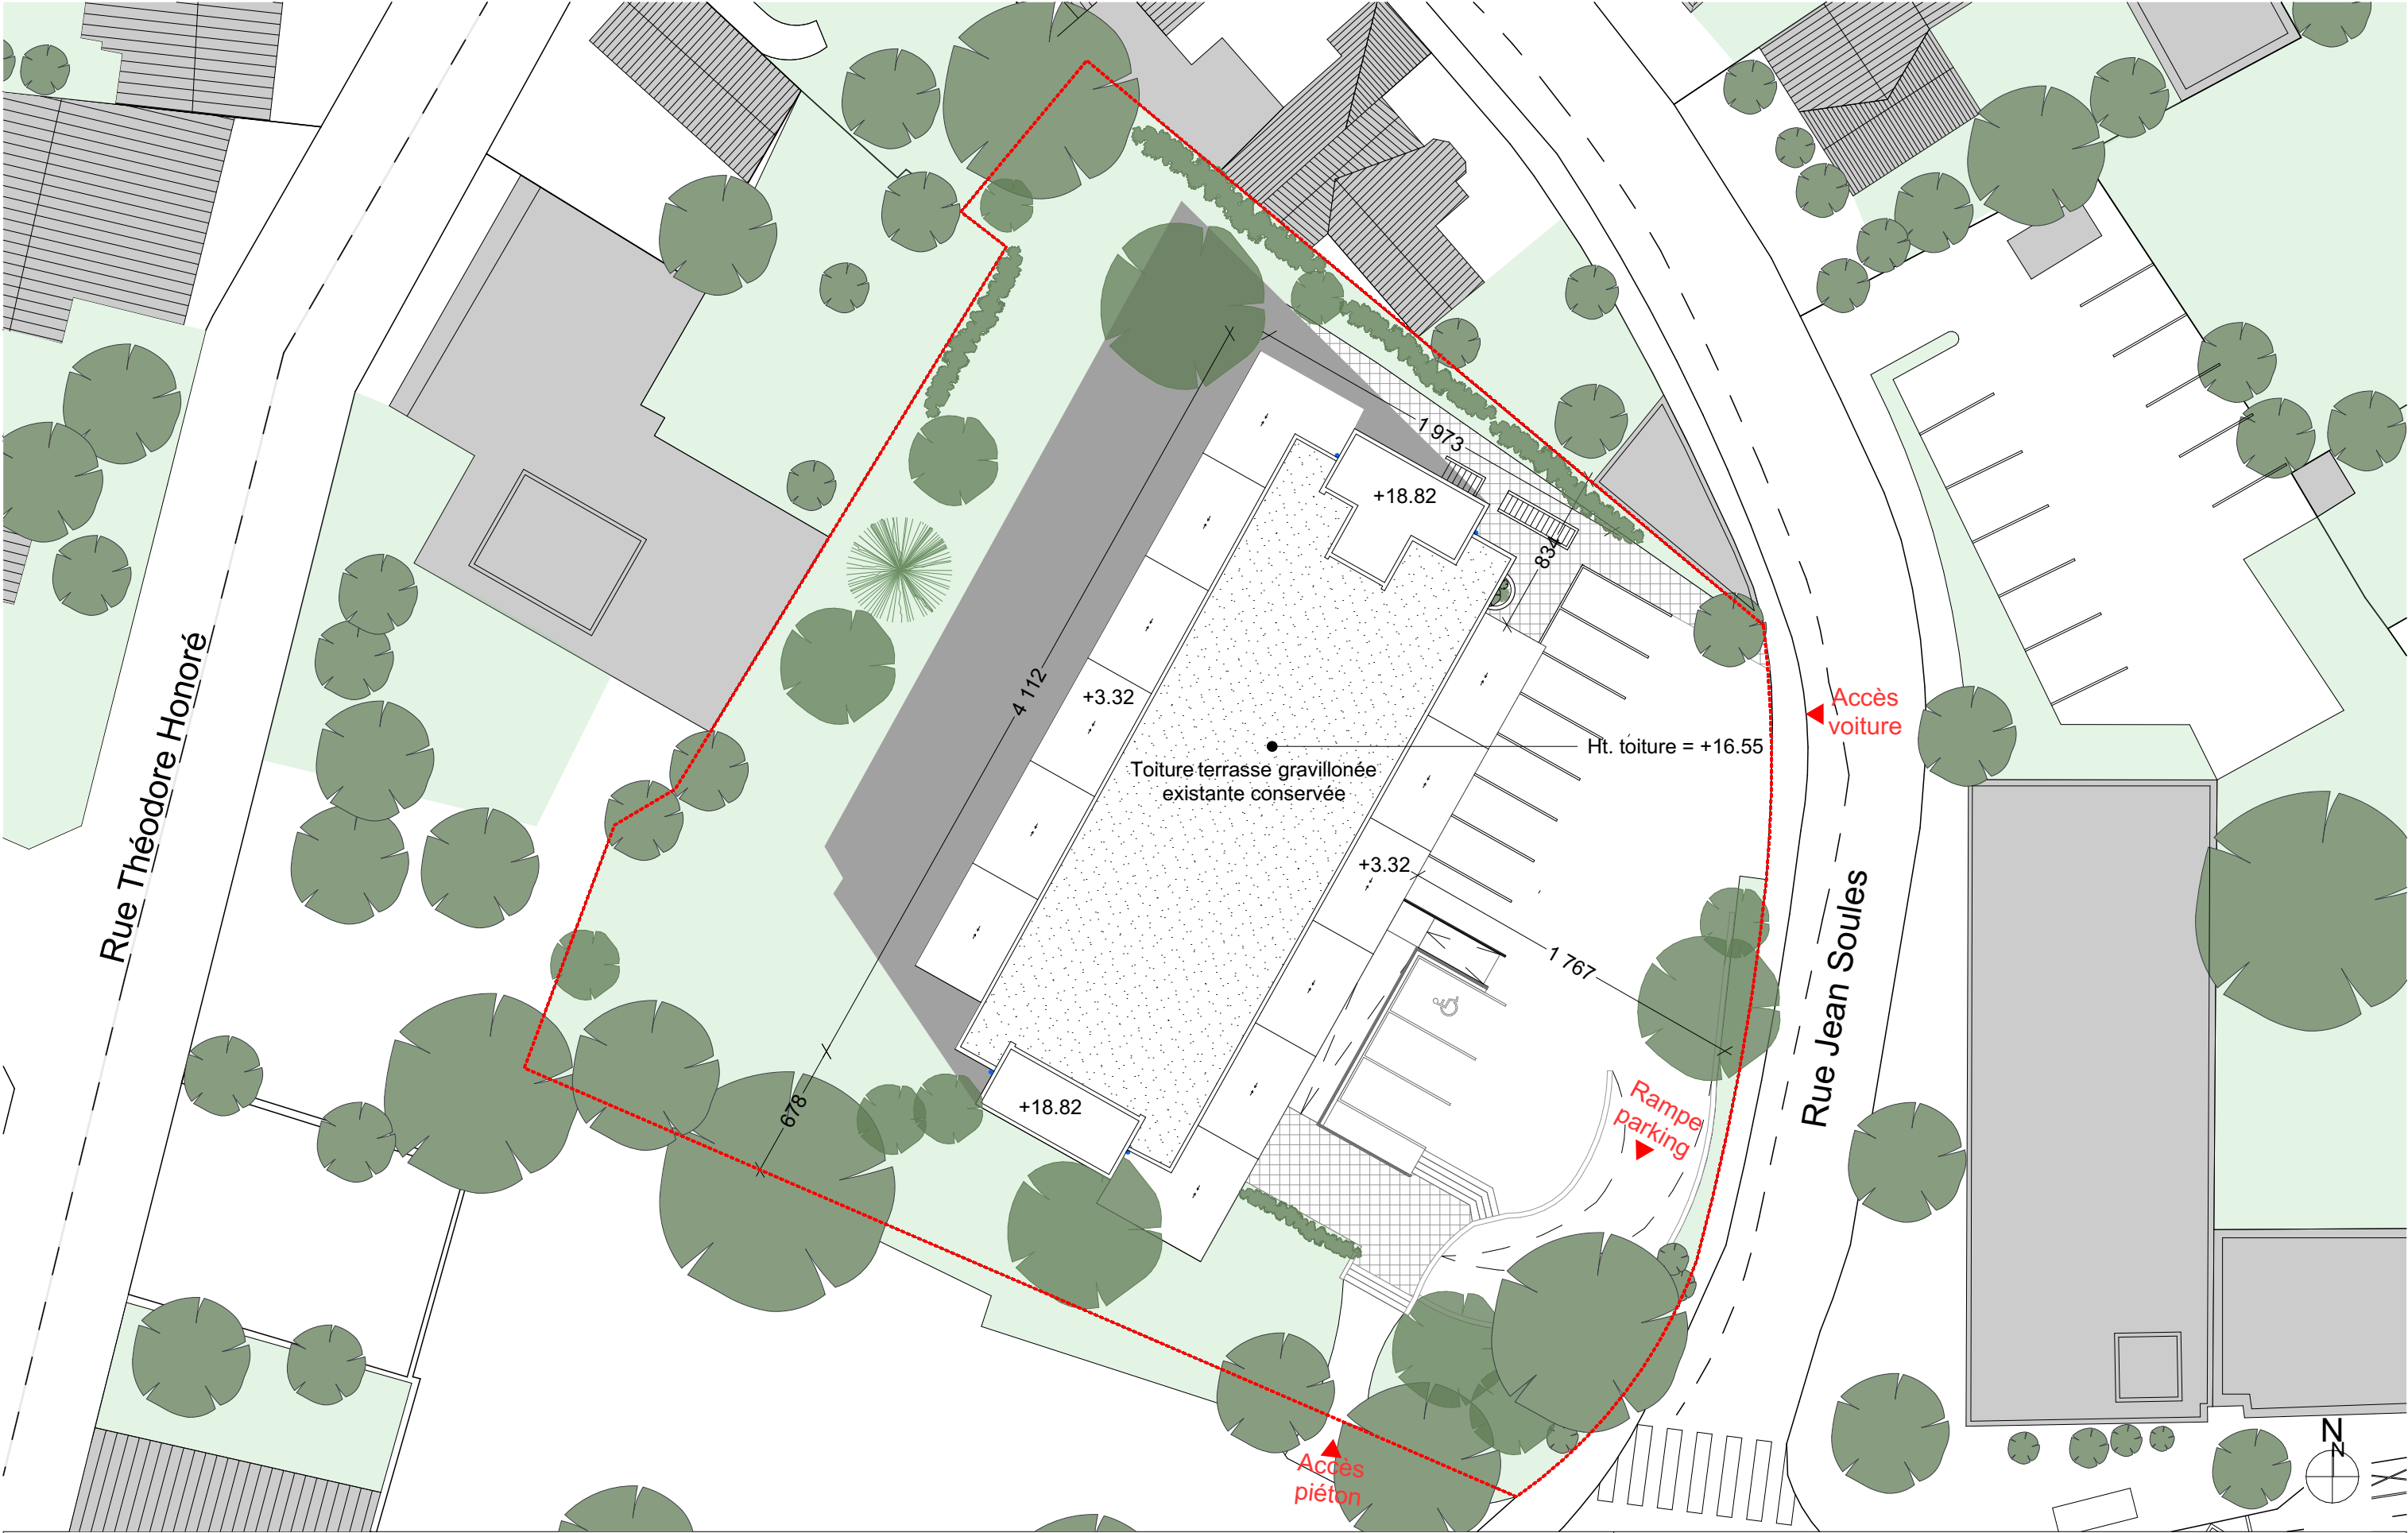 1 973
+18.82
834
Rue Théodore Honoré
4 112
+3.32
Accès
voiture
Ht. toiture = +16.55
Toiture terrasse gravillonée
existante conservée
+3.32
1 767
Rue Jean Soules
678
+18.82
Rampe
parking
Accès
piéton
N
N